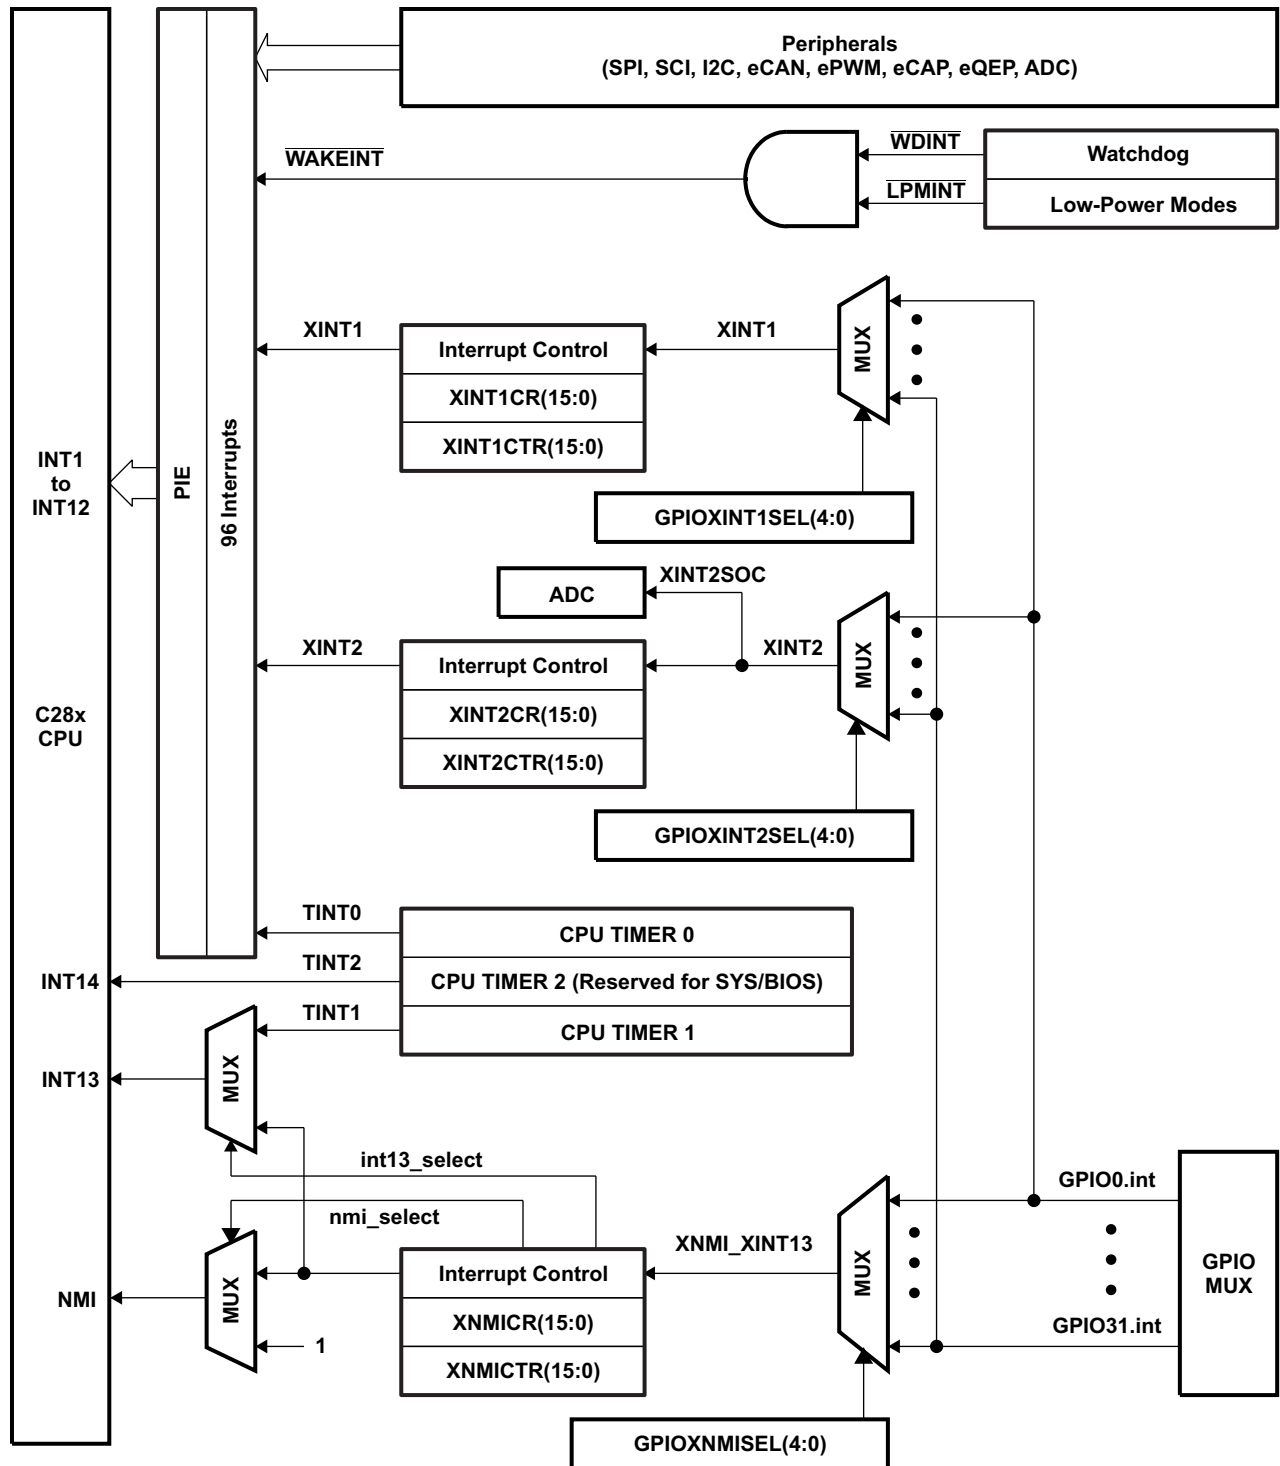 Peripherals
(SPI, SCI, I2C, eCAN, ePWM, eCAP, eQEP, ADC)
WAKEINT
WDINT
Watchdog
LPMINT
Low-Power Modes
XINT1
Interrupt Control
XINT1CR(15:0)
XINT1CTR(15:0)
XINT1
MUX
GPIOXINT1SEL(4:0)
INT1
to
INT12
PIE
96 Interrupts
ADC
XINT2SOC
XINT2
Interrupt Control
XINT2CR(15:0)
XINT2CTR(15:0)
XINT2
MUX
GPIOXINT2SEL(4:0)
C28x
CPU
TINT0
CPU TIMER 0
INT14
TINT2
CPU TIMER 2 (Reserved for SYS/BIOS)
TINT1
CPU TIMER 1
INT13
MUX
int13_select
nmi_select
NMI
MUX
1
Interrupt Control
XNMICR(15:0)
XNMICTR(15:0)
XNMI_XINT13
MUX
GPIO0.int
GPIO31.int
GPIO
MUX
GPIOXNMISEL(4:0)